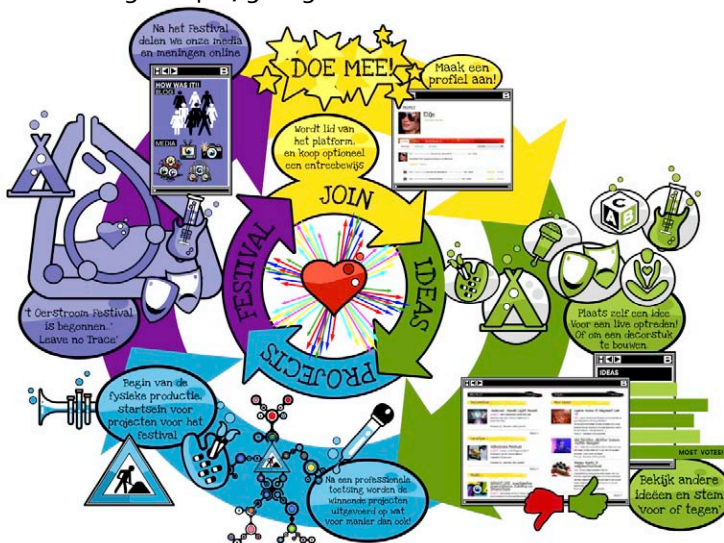 Na het Festival
delen we onze media
en meningen online
HOW WAS IT!!
BLOG
MEDIA
DOE MEE!
Maak een
profiel aan!
Wordt lid van
het platform,
en koop optioneel
een entreebewijs
JOIN
IDEAS
PROJECTS
FESTIVAL
Plaats zelf een idee
Voor een live optreden!
Of om een decorstuk
te bouwen.
IDEAS
MOST VOTES!
Bekijk andere
ideëen en stem
'voor of tegen'
Na een professionele
toetsing worden de
winnende projecten
uitgevoerd op wat
voor manier dan ook!
Begin van de
fysieke productie,
startsein voor
projecten voor het
festival
't Oerstroom Festival
is begonnen..'
Leave no Trace'